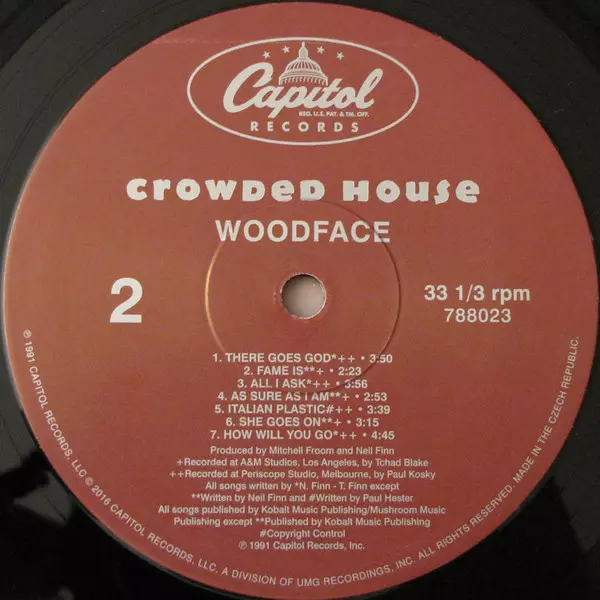 Capitol
REG. U.S. PAT. & TM. OFF.
RECORDS
CROWDED HOUSE
WOODFACE
2
33 1/3 rpm
788023
1. THERE GOES GOD*++ • 3:50
2. FAME IS**+ • 2:23
3. ALL I ASK*++ • 3:56
4. AS SURE AS I AM**+ • 2:53
5. ITALIAN PLASTIC#++ • 3:39
6. SHE GOES ON**+ • 3:15
7. HOW WILL YOU GO*++ • 4:45
Produced by Mitchell Froom and Neil Finn
+Recorded at A&M Studios, Los Angeles, by Tchad Blake
++Recorded at Periscope Studio, Melbourne, by Paul Kosky
All songs written by *N. Finn - T. Finn except
**Written by Neil Finn and #Written by Paul Hester
All songs published by Kobalt Music Publishing/Mushroom Music
Publishing except **Published by Kobalt Music Publishing
#Copyright Control
℗ 1991 Capitol Records, Inc.
℗ 1991 CAPITOL RECORDS, LLC © 2016 CAPITOL RECORDS, LLC. A DIVISION OF UMG RECORDINGS, INC. ALL RIGHTS RESERVED. MADE IN THE CZECH REPUBLIC.